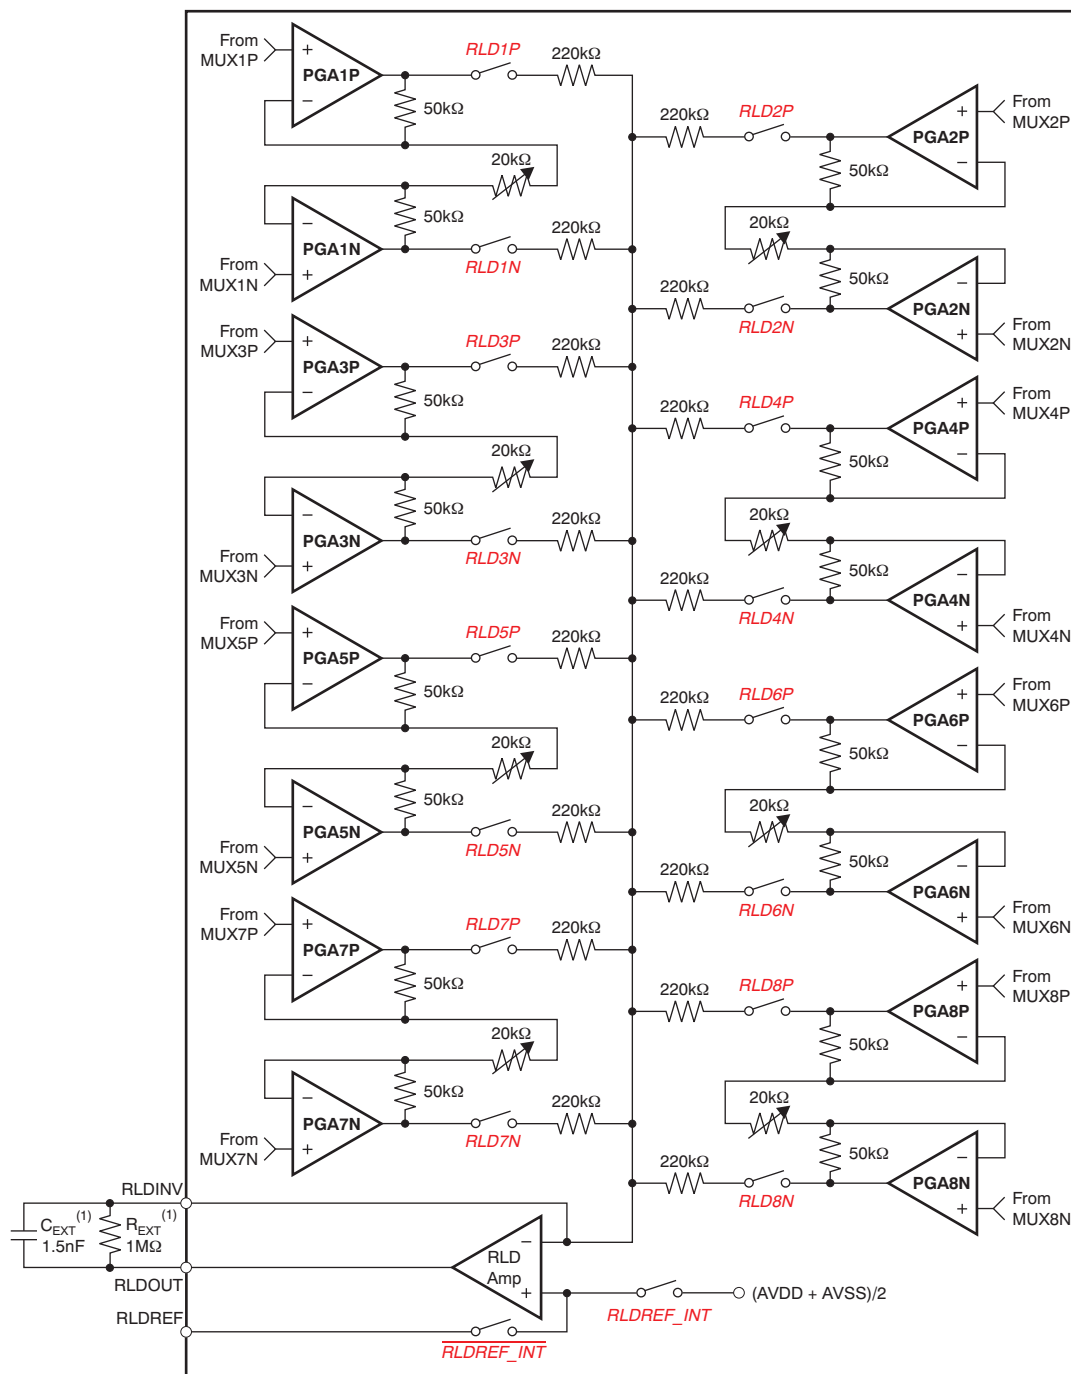 From
MUX1P
+
PGA1P
−
RLD1P
220kΩ
50kΩ
20kΩ
50kΩ
−
PGA1N
+
From
MUX1N
RLD1N
220kΩ
220kΩ
RLD2P
+
PGA2P
−
From
MUX2P
50kΩ
20kΩ
50kΩ
−
PGA2N
+
From
MUX2N
220kΩ
RLD2N
From
MUX3P
+
PGA3P
−
RLD3P
220kΩ
50kΩ
20kΩ
50kΩ
−
PGA3N
+
From
MUX3N
RLD3N
220kΩ
220kΩ
RLD4P
+
PGA4P
−
From
MUX4P
50kΩ
20kΩ
50kΩ
−
PGA4N
+
From
MUX4N
220kΩ
RLD4N
From
MUX5P
+
PGA5P
−
RLD5P
220kΩ
50kΩ
20kΩ
50kΩ
−
PGA5N
+
From
MUX5N
RLD5N
220kΩ
220kΩ
RLD6P
+
PGA6P
−
From
MUX6P
50kΩ
20kΩ
50kΩ
−
PGA6N
+
From
MUX6N
220kΩ
RLD6N
From
MUX7P
+
PGA7P
−
RLD7P
220kΩ
50kΩ
20kΩ
50kΩ
−
PGA7N
+
From
MUX7N
RLD7N
220kΩ
220kΩ
RLD8P
+
PGA8P
−
From
MUX8P
50kΩ
20kΩ
50kΩ
−
PGA8N
+
From
MUX8N
220kΩ
RLD8N
RLDINV
CEXT(1)
1.5nF
REXT(1)
1MΩ
RLDOUT
RLDREF
−
RLD
Amp
+
RLDREF_INT
(AVDD + AVSS)/2
RLDREF_INT